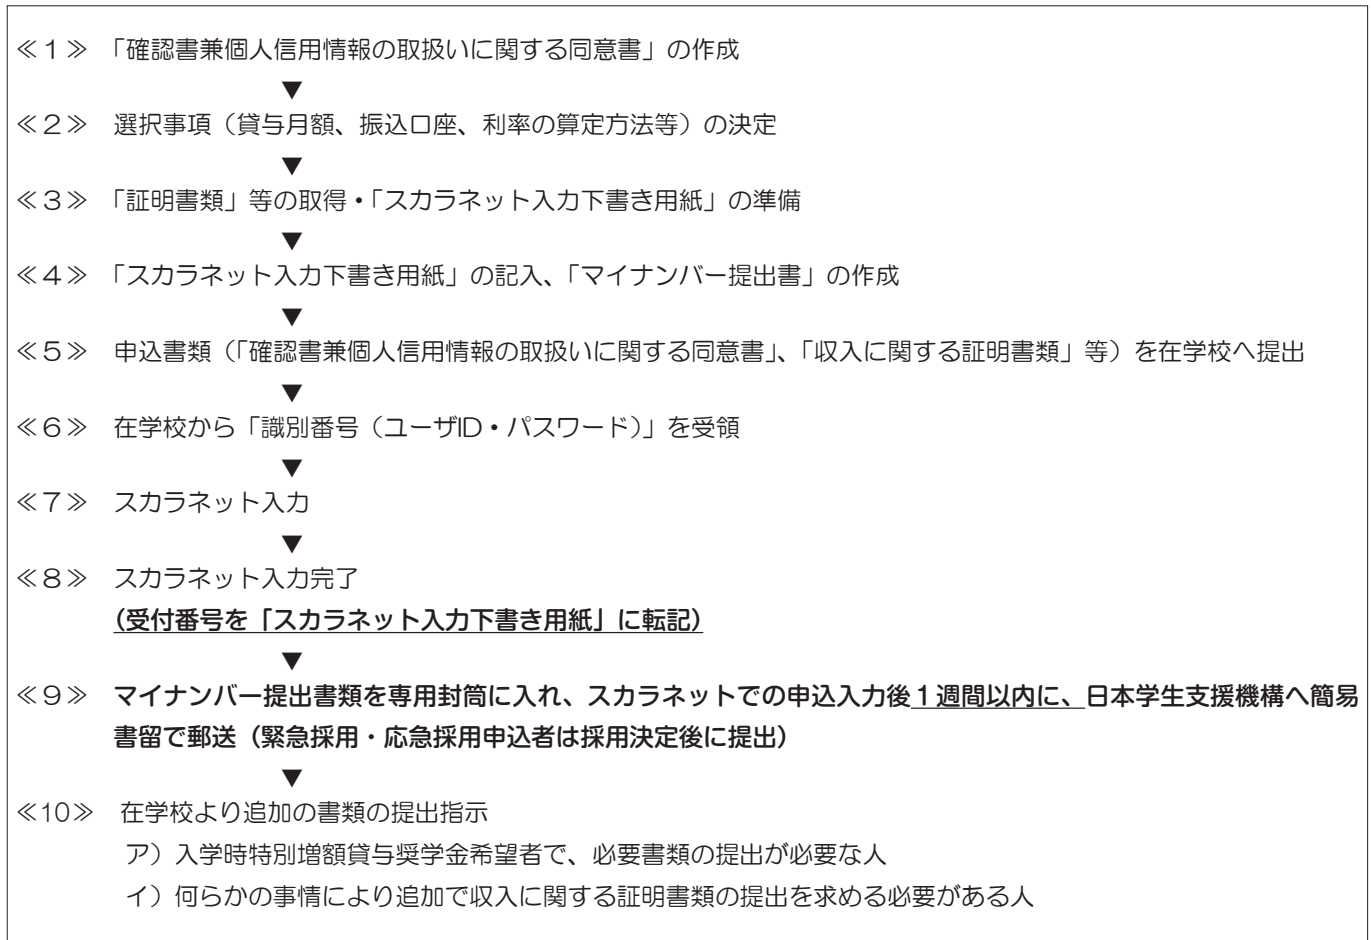 ≪１≫　「確認書兼個人信用情報の取扱いに関する同意書」の作成
▼
≪２≫　選択事項（貸与月額、振込口座、利率の算定方法等）の決定
▼
≪３≫　「証明書類」等の取得・「スカラネット入力下書き用紙」の準備
▼
≪４≫　「スカラネット入力下書き用紙」の記入、「マイナンバー提出書」の作成
▼
≪５≫　申込書類（「確認書兼個人信用情報の取扱いに関する同意書」、「収入に関する証明書類」等）を在学校へ提出
▼
≪６≫　在学校から「識別番号（ユーザID・パスワード）」を受領
▼
≪７≫　スカラネット入力
▼
≪８≫　スカラネット入力完了
（受付番号を「スカラネット入力下書き用紙」に転記）
▼
≪９≫　マイナンバー提出書類を専用封筒に入れ、スカラネットでの申込入力後１週間以内に、日本学生支援機構へ簡易
書留で郵送（緊急採用・応急採用申込者は採用決定後に提出）
▼
≪10≫　在学校より追加の書類の提出指示
ア）入学時特別増額貸与奨学金希望者で、必要書類の提出が必要な人
イ）何らかの事情により追加で収入に関する証明書類の提出を求める必要がある人